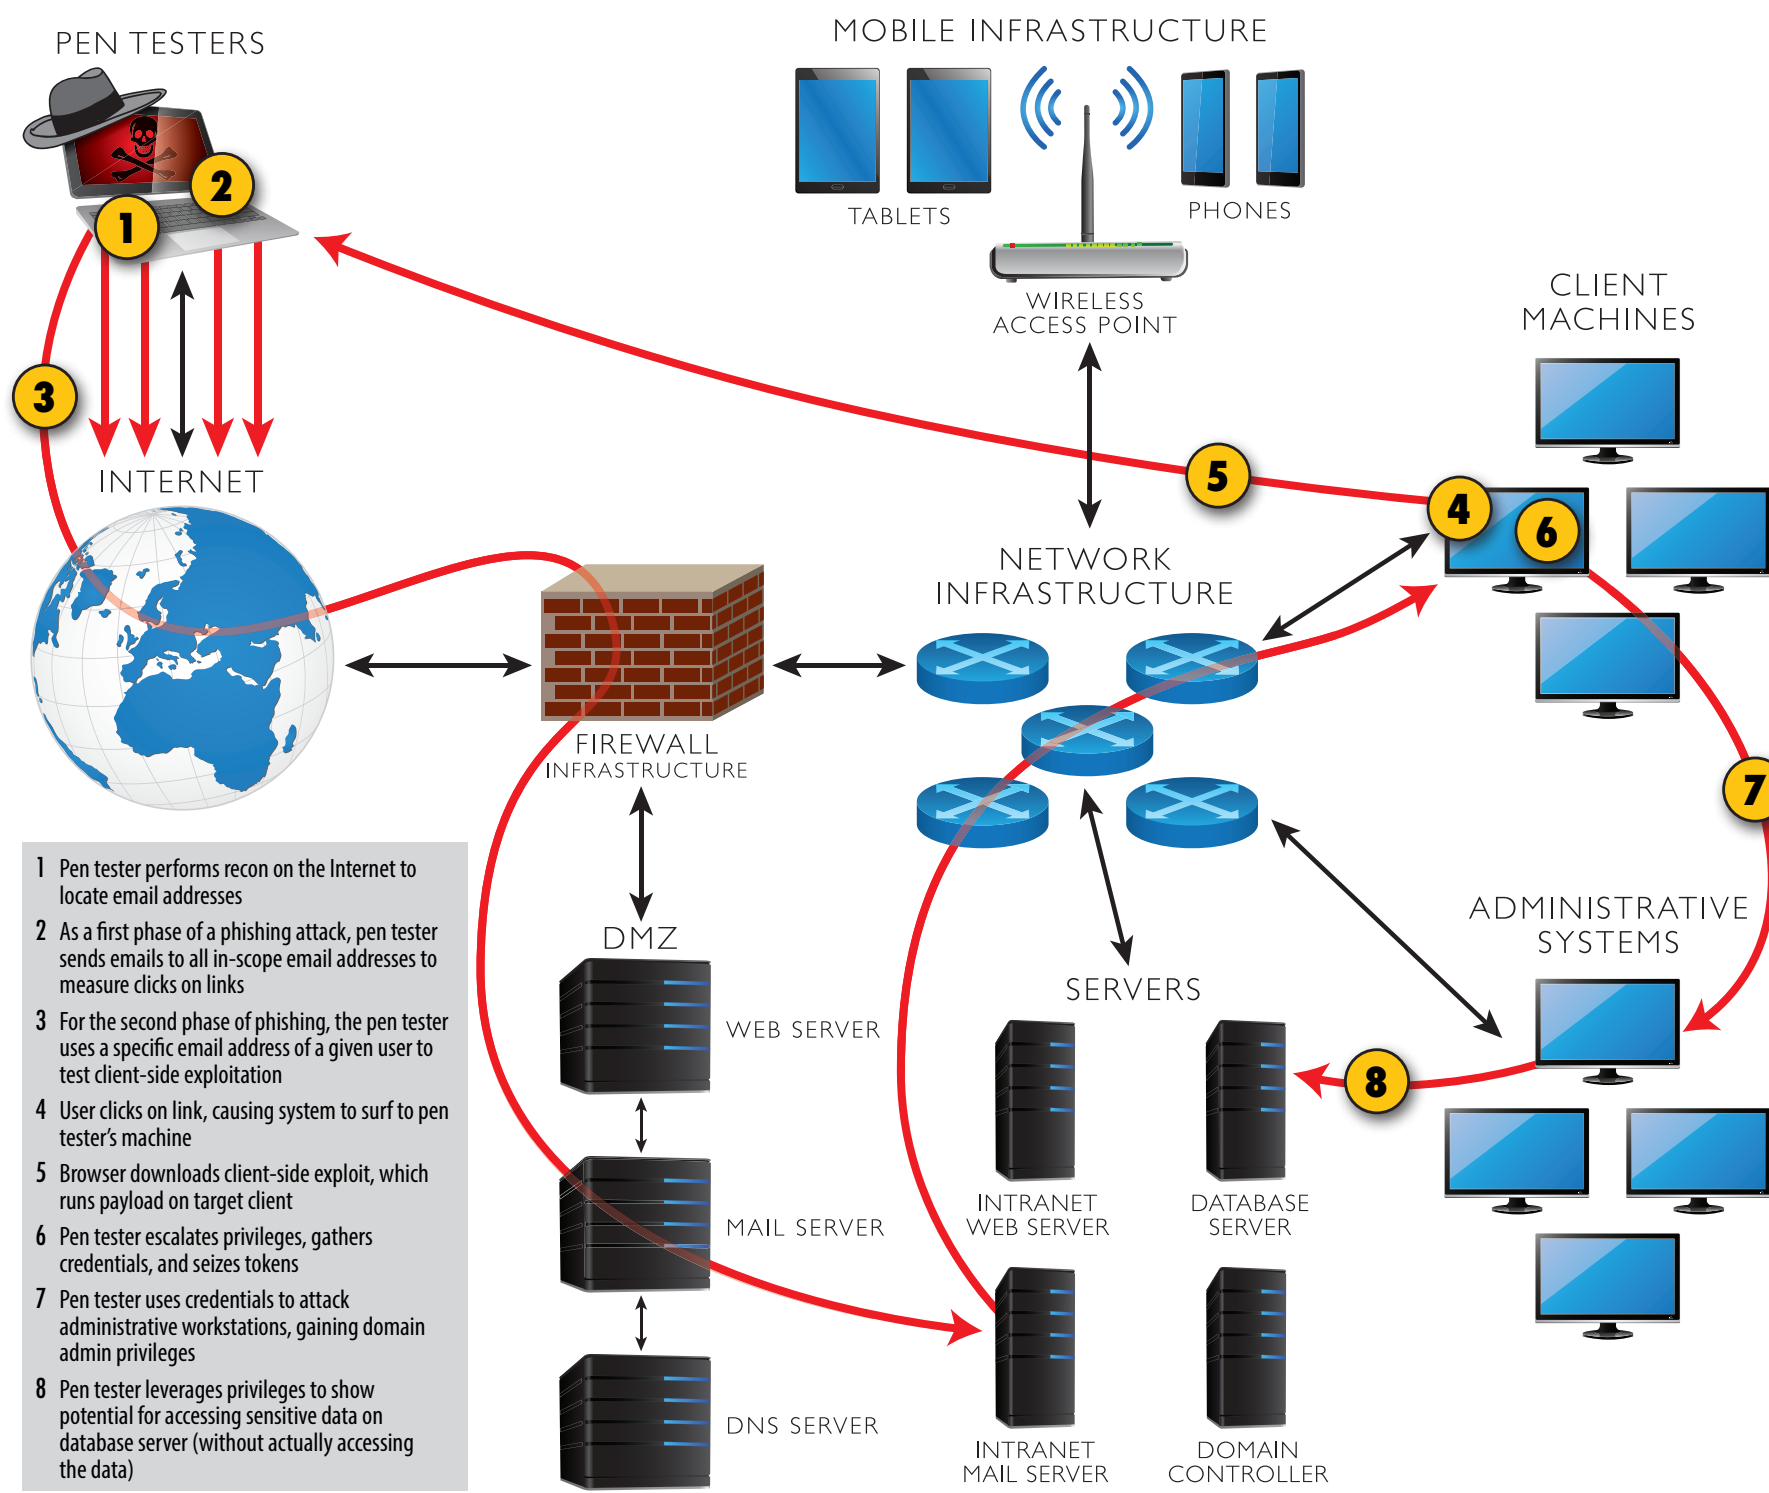 PEN TESTERS
MOBILE INFRASTRUCTURE
2
1
TABLETS
PHONES
WIRELESS
ACCESS POINT
CLIENT
MACHINES
3
INTERNET
5
4
6
NETWORK
INFRASTRUCTURE
FIREWALL
INFRASTRUCTURE
7
1 Pen tester performs recon on the Internet to
locate email addresses
2 As a first phase of a phishing attack, pen tester
sends emails to all in-scope email addresses to
measure clicks on links
3 For the second phase of phishing, the pen tester
uses a specific email address of a given user to
test client-side exploitation
4 User clicks on link, causing system to surf to pen
tester's machine
5 Browser downloads client-side exploit, which
runs payload on target client
6 Pen tester escalates privileges, gathers
credentials, and seizes tokens
7 Pen tester uses credentials to attack
administrative workstations, gaining domain
admin privileges
8 Pen tester leverages privileges to show
potential for accessing sensitive data on
database server (without actually accessing
the data)
DMZ
WEB SERVER
MAIL SERVER
DNS SERVER
SERVERS
INTRANET
WEB SERVER
DATABASE
SERVER
INTRANET
MAIL SERVER
DOMAIN
CONTROLLER
ADMINISTRATIVE
SYSTEMS
8